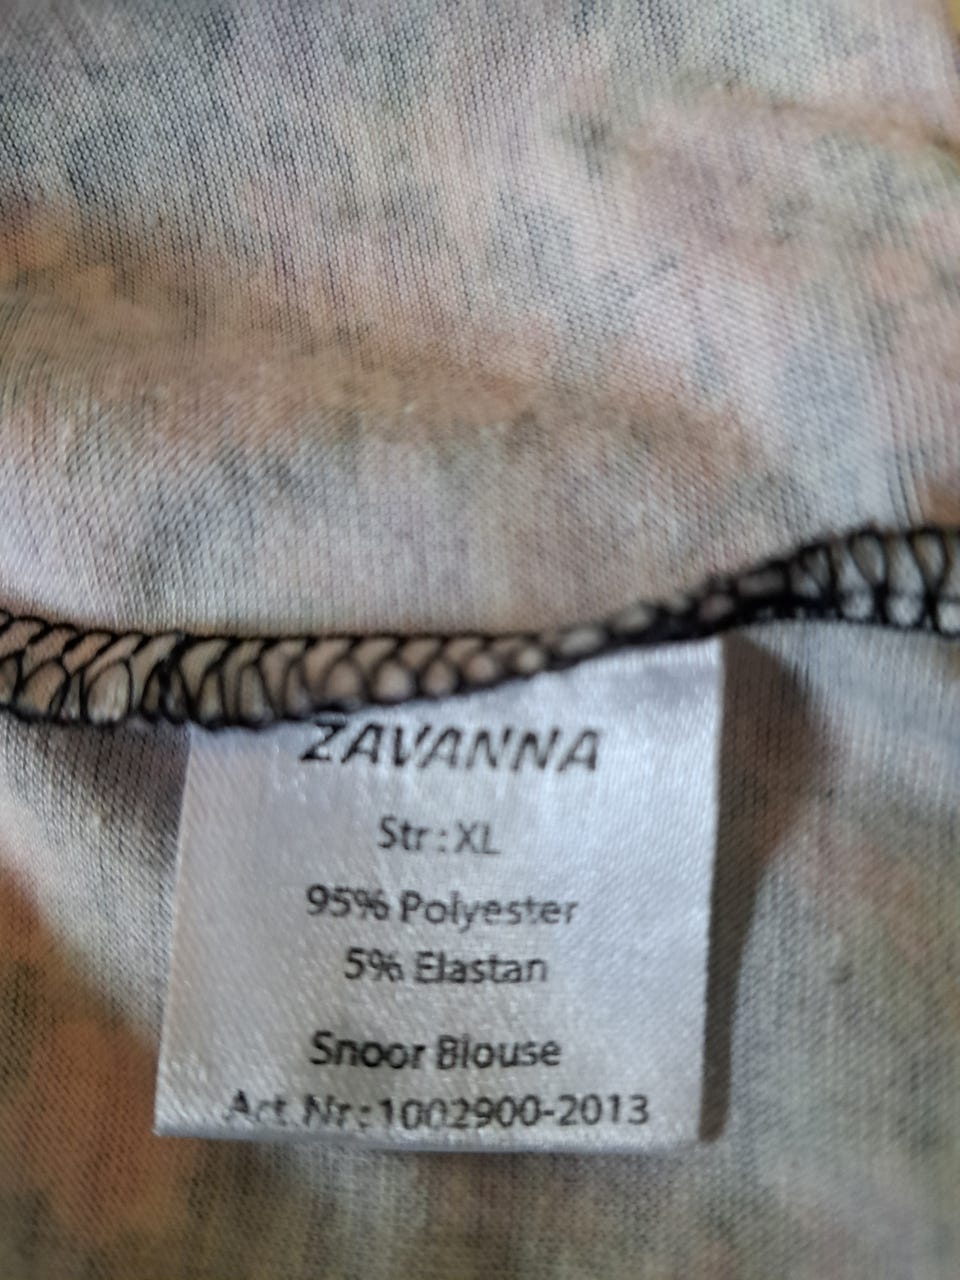 ZAVANNA
Str:XL
95% Polyester
5% Elastan
Snoor Blouse
Art.Nr:1002900-2013